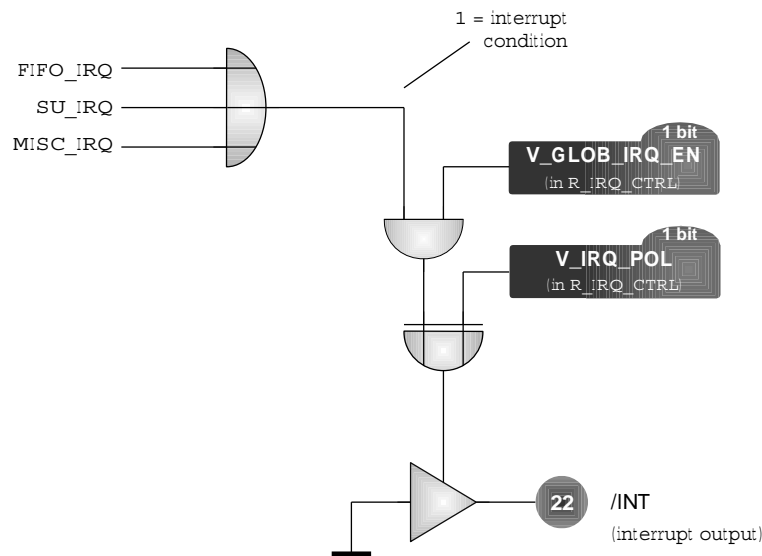 1 = interrupt
condition
FIFO_IRQ
SU_IRQ
MISC_IRQ
1 bit
V_GLOB_IRQ_EN
(in R_IRQ_CTRL)
1 bit
V_IRQ_POL
(in R_IRQ_CTRL)
22 /INT
(interrupt output)